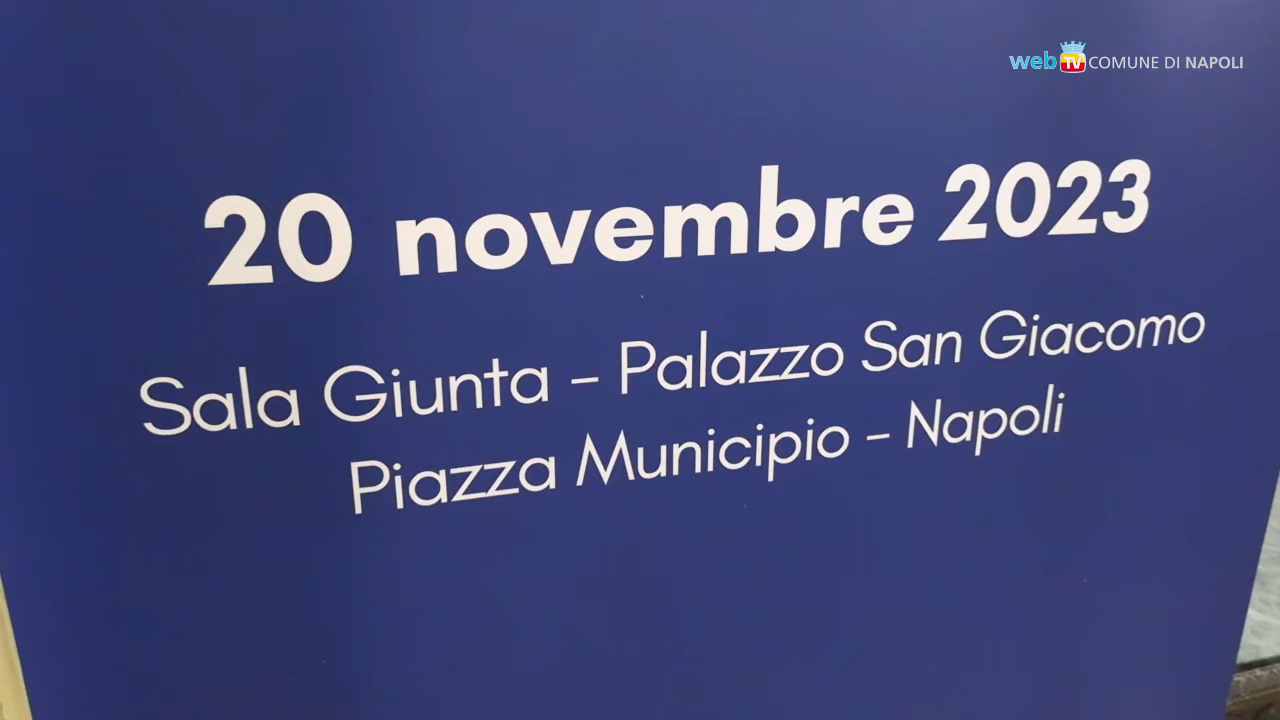 web TV COMUNE DI NAPOLI
20 novembre 2023
Sala Giunta - Palazzo San Giacomo
Piazza Municipio - Napoli